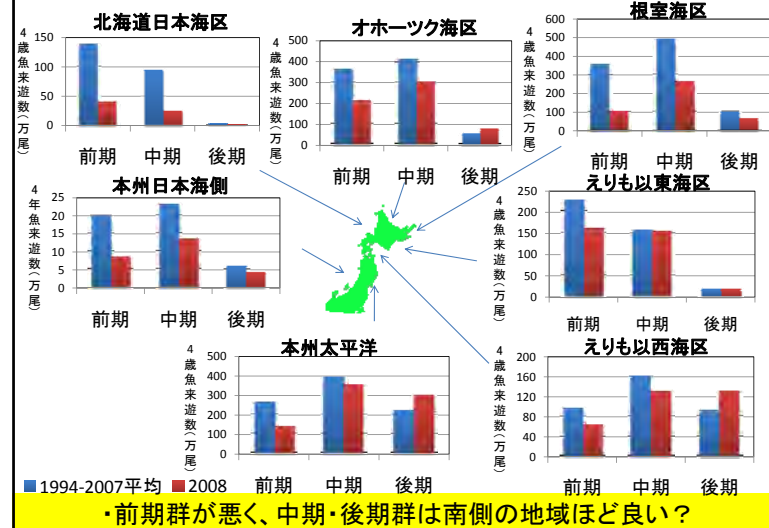 北海道日本海区
4歳魚来遊数(万尾)
150
100
50
0
前期 中期 後期
オホーツク海区
4歳魚来遊数(万尾)
500
400
300
200
100
0
前期 中期 後期
根室海区
4歳魚来遊数(万尾)
600
500
400
300
200
100
0
前期 中期 後期
本州日本海側
4年魚来遊数(万尾)
25
20
15
10
5
0
前期 中期 後期
えりも以東海区
4歳魚来遊数(万尾)
250
200
150
100
50
0
前期 中期 後期
本州太平洋
4歳魚来遊数(万尾)
500
400
300
200
100
0
前期 中期 後期
えりも以西海区
4歳魚来遊数(万尾)
200
160
120
80
40
0
前期 中期 後期
1994-2007平均 2008
・前期群が悪く、中期・後期群は南側の地域ほど良い?